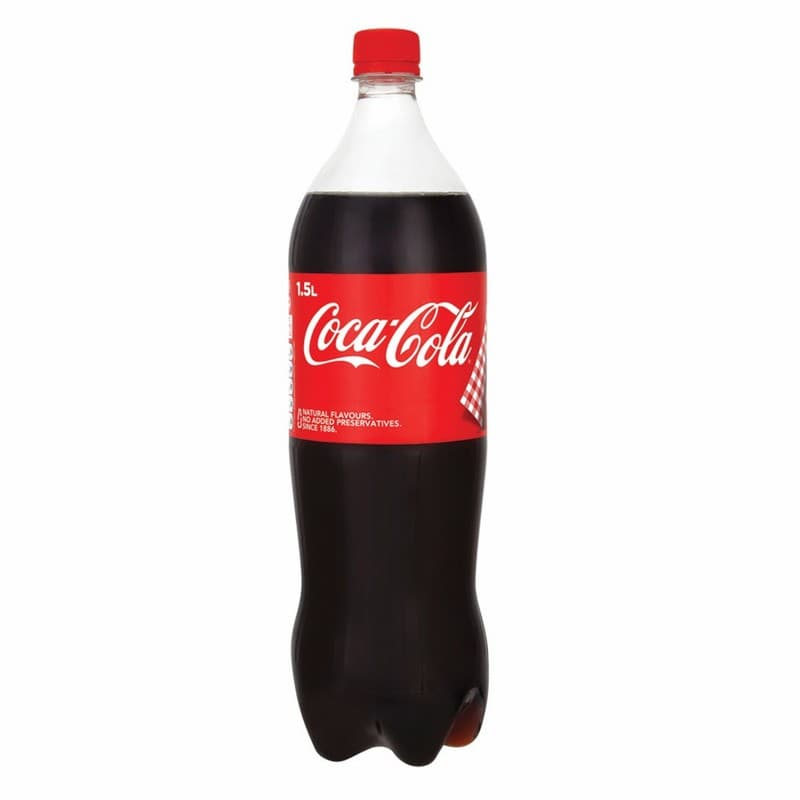 1.5L
Coca-Cola
NATURAL FLAVOURS.
NO ADDED PRESERVATIVES.
SINCE 1886.